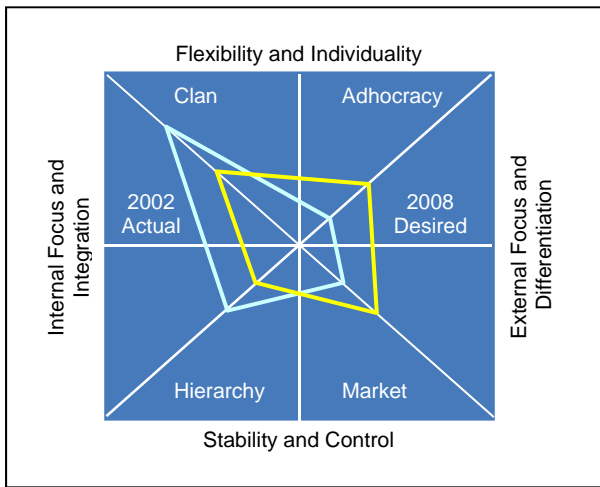 Flexibility and Individuality
Clan
Adhocracy
Internal Focus and
Integration
2002
Actual
2008
Desired
External Focus and
Differentiation
Hierarchy
Market
Stability and Control